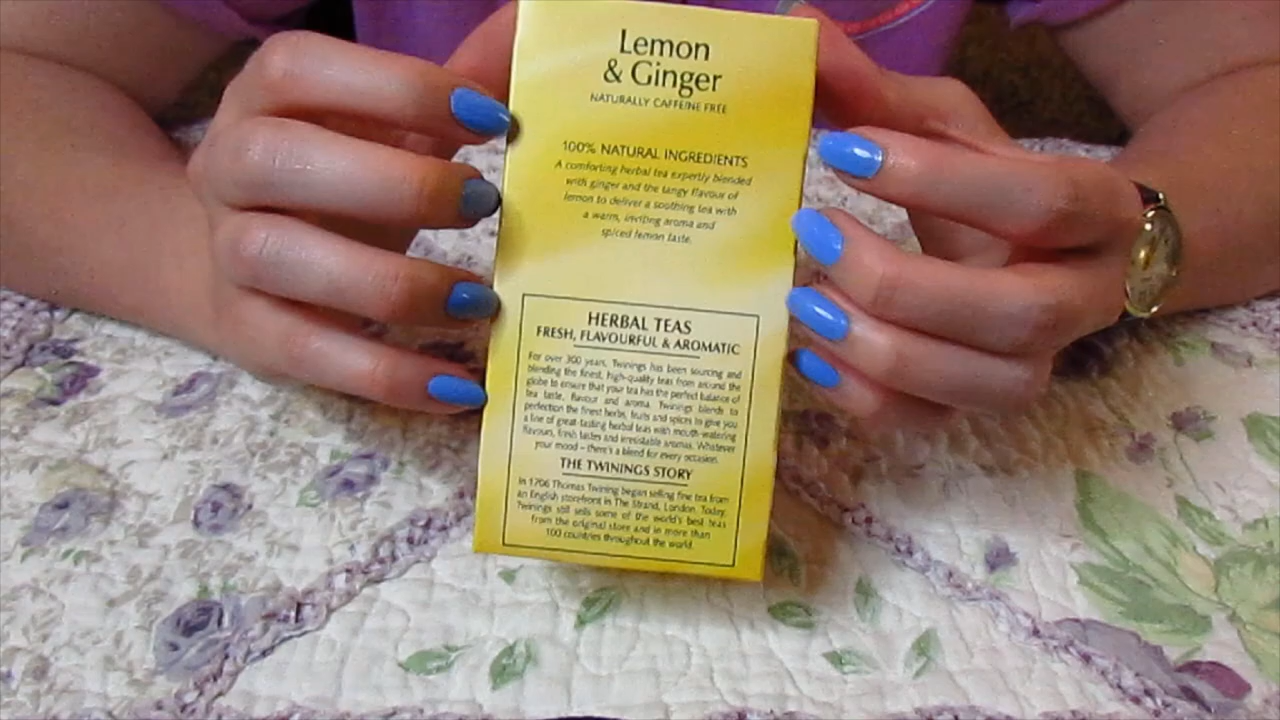 Lemon
& Ginger
NATURALLY CAFFEINE FREE
100% NATURAL INGREDIENTS
A comforting herbal tea expertly blended
with ginger and the tangy flavour of
lemon to deliver a soothing tea with
a warm, inviting aroma and
spiced lemon taste.
HERBAL TEAS
FRESH, FLAVOURFUL & AROMATIC
For over 300 years, Twinings has been sourcing and
blending the finest, high-quality teas from around the
globe to ensure that your tea has the perfect balance of
tea taste, flavour and aroma. Twinings blends to
perfection the finest herbs, fruits and spices to give you
a line of great-tasting herbal teas with mouth-watering
flavours, fresh tastes and irresistible aromas. Whatever
your mood – there's a blend for every occasion.
THE TWININGS STORY
In 1706 Thomas Twining began selling fine tea from
an English storefront in The Strand, London. Today,
Twinings still sells some of the world's best teas
from the original store and in more than
100 countries throughout the world.